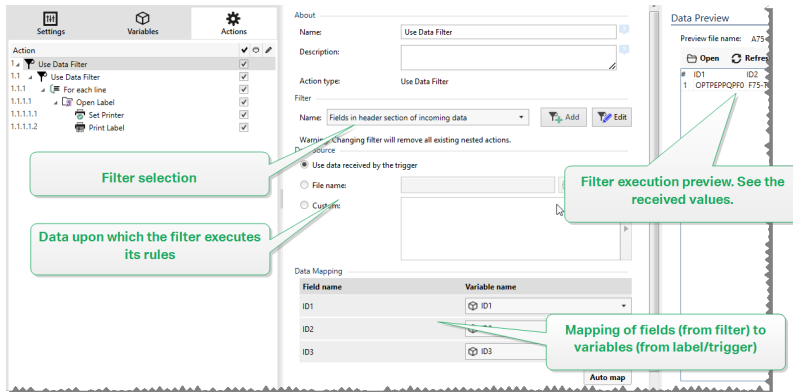 Settings
Variables
Actions
Action
1 Use Data Filter
1.1 Use Data Filter
1.1.1 For each line
1.1.1.1 Open Label
1.1.1.1.1 Set Printer
1.1.1.1.2 Print Label
Filter selection
Data upon which the filter executes
its rules
About
Name: Use Data Filter
Description:
Action type: Use Data Filter
Filter
Name: Fields in header section of incoming data
Add
Edit
Warning: Changing filter will remove all existing nested actions.
Use data received by the trigger
File name:
Custom:
Data Mapping
Field name Variable name
ID1 ID1
ID2
ID3 ID3
Auto map
Data Preview
Preview file name: A75
Open
# ID1 ID2
1 OPTPEPPQPF0 F75-T
Filter execution preview. See the
received values.
Mapping of fields (from filter) to
variables (from label/trigger)